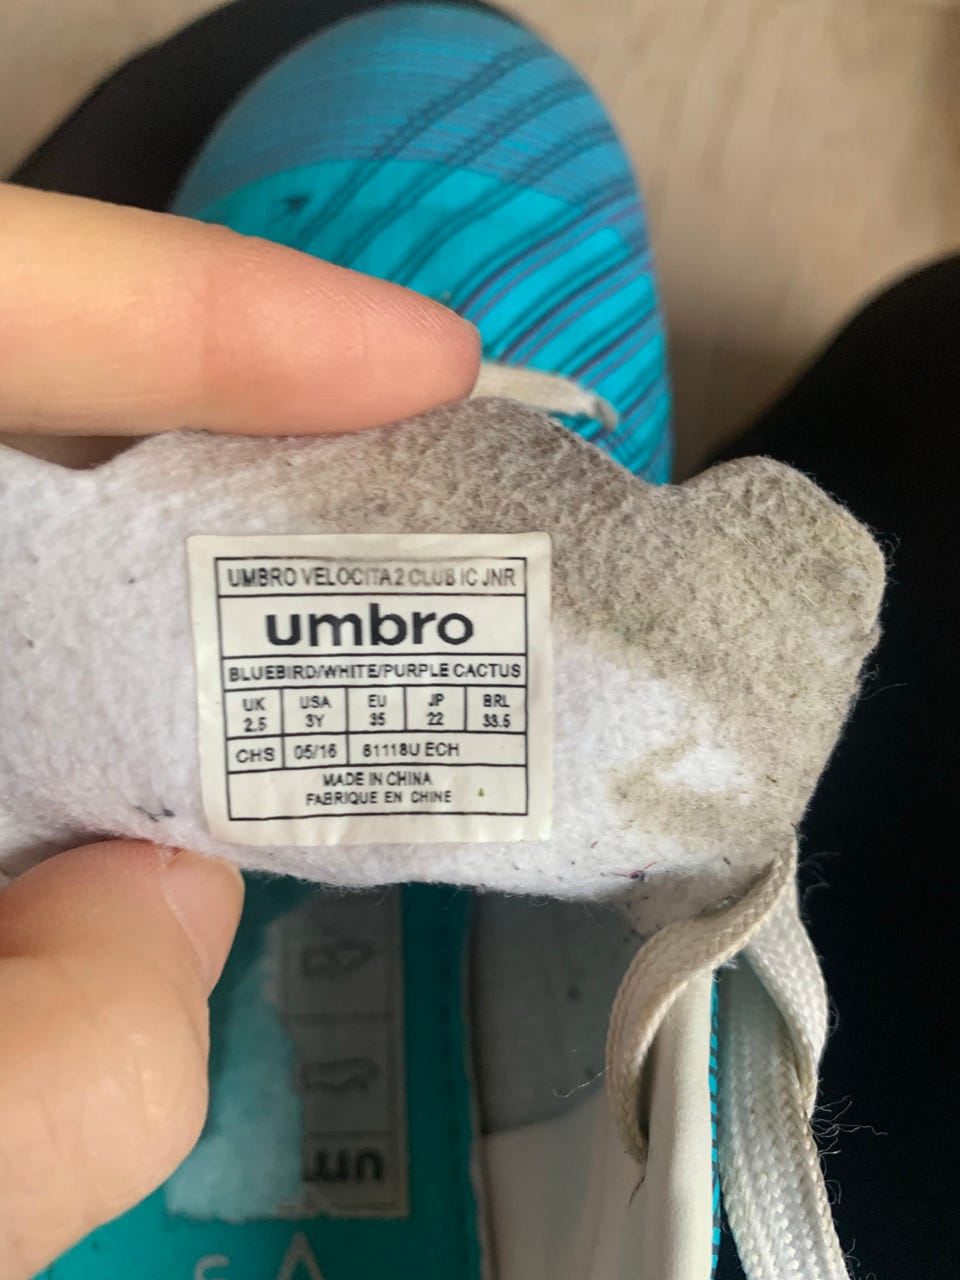 UMBRO VELOCITA 2 CLUB IC JNR
umbro
BLUEBIRD/WHITE/PURPLE CACTUS
UK USA EU JP BRL
2.5 3Y 35 22 33.5
CHS 05/16 81118U ECH
MADE IN CHINA
FABRIQUE EN CHINE